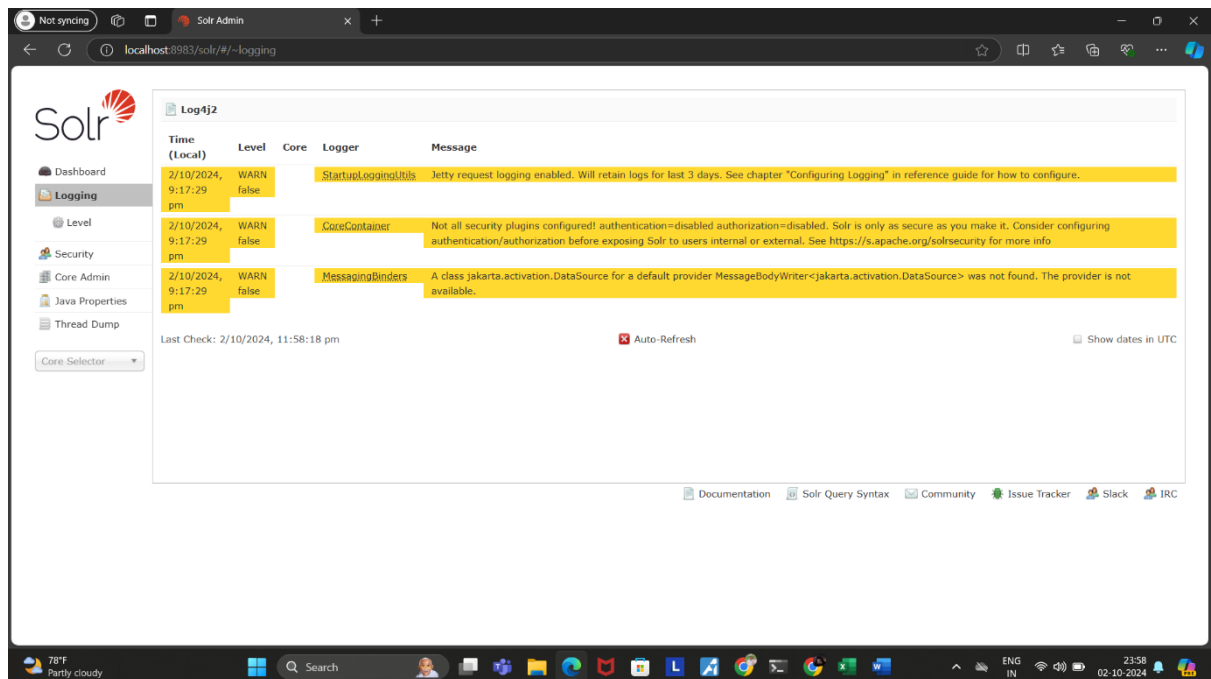 Not syncing
Solr Admin
localhost:8983/solr/#/~logging
Solr
Dashboard
Logging
Level
Security
Core Admin
Java Properties
Thread Dump
Core Selector
Log4j2
Time (Local) Level Core Logger Message
2/10/2024, 9:17:29 pm WARN false StartupLoggingUtils Jetty request logging enabled. Will retain logs for last 3 days. See chapter "Configuring Logging" in reference guide for how to configure.
2/10/2024, 9:17:29 pm WARN false CoreContainer Not all security plugins configured! authentication=disabled authorization=disabled. Solr is only as secure as you make it. Consider configuring
authentication/authorization before exposing Solr to users internal or external. See https://s.apache.org/solrsecurity for more info
2/10/2024, 9:17:29 pm WARN false MessagingBinders A class jakarta.activation.DataSource for a default provider MessageBodyWriter<jakarta.activation.DataSource> was not found. The provider is not
available.
Last Check: 2/10/2024, 11:58:18 pm Auto-Refresh Show dates in UTC
Documentation Solr Query Syntax Community Issue Tracker Slack IRC
78°F
Partly cloudy
Search
ENG
IN
23:58
02-10-2024